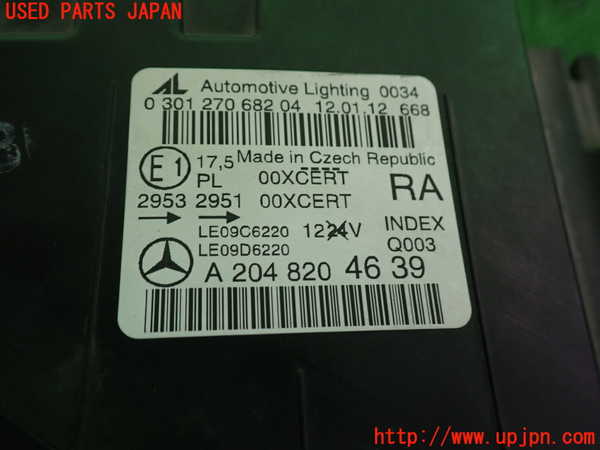 USED PARTS JAPAN
AL Automotive Lighting 0034
0 301 270 682 04 12.01.12 668
E1 17,5 Made in Czech Republic
PL 00XCERT RA
2953 2951 00XCERT
LE09C6220 1224V INDEX
LE09D6220 Q003
A 204 820 4639
UPJ http://www.upjpn.com/